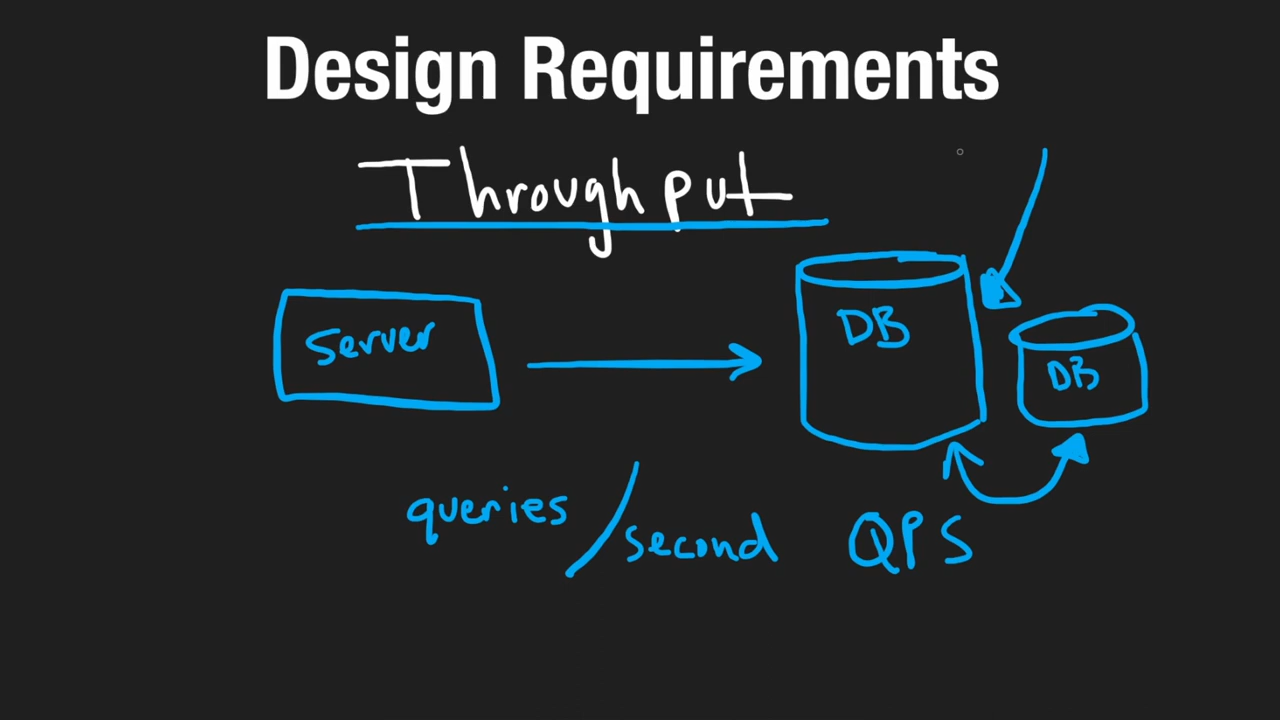 Design Requirements
Throughput
server
DB
DB
queries/second QPS